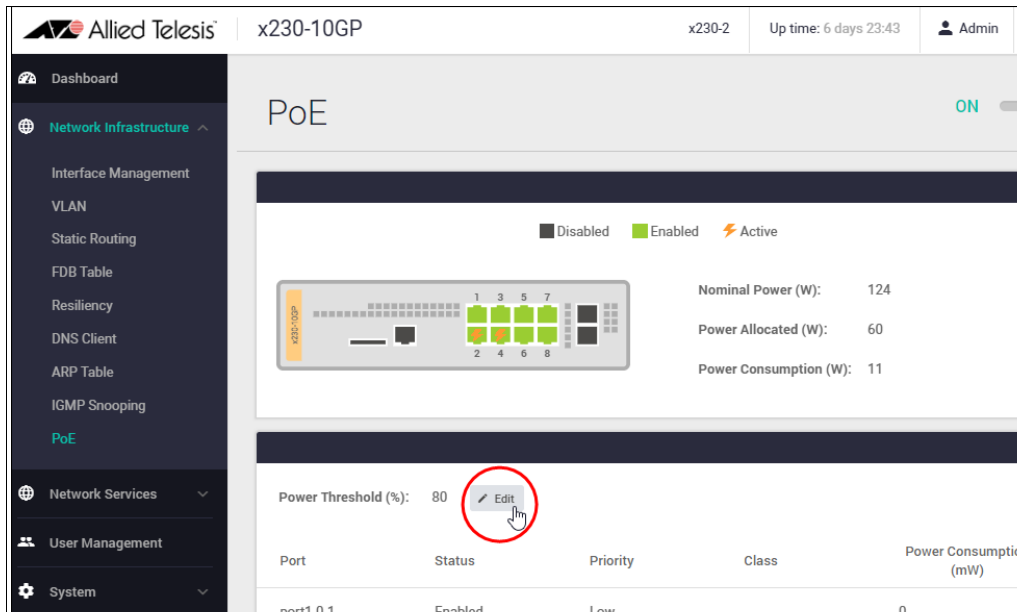 Allied Telesis
x230-10GP
x230-2
Up time: 6 days 23:43
Admin
Dashboard
Network Infrastructure
Interface Management
VLAN
Static Routing
FDB Table
Resiliency
DNS Client
ARP Table
IGMP Snooping
PoE
Network Services
User Management
System
PoE
ON
Disabled
Enabled
Active
x230-10GP
1 3 5 7
2 4 6 8
Nominal Power (W): 124
Power Allocated (W): 60
Power Consumption (W): 11
Power Threshold (%): 80
Edit
Port Status Priority Class Power Consumptio
(mW)
port1.0.1 Enabled Low 0